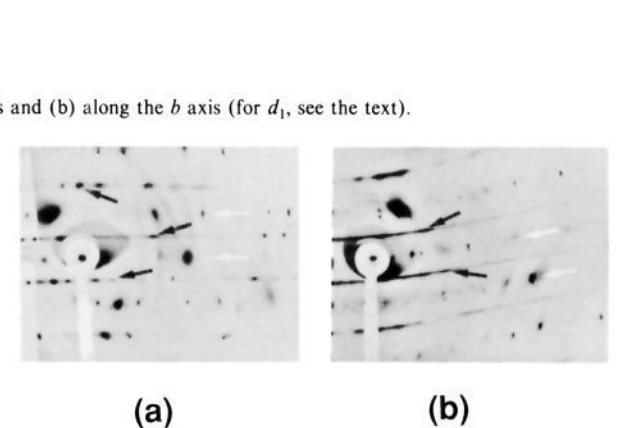 s and (b) along the b axis (for d₁, see the text).
(a)
(b)